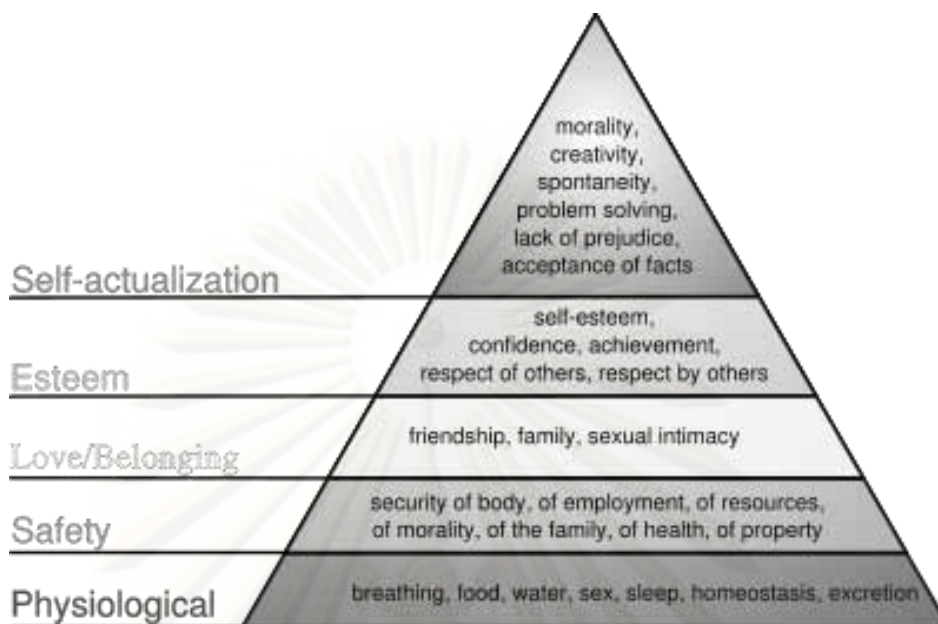 morality,
creativity,
spontaneity,
problem solving,
lack of prejudice,
acceptance of facts
Self-actualization
self-esteem,
confidence, achievement,
respect of others, respect by others
Esteem
friendship, family, sexual intimacy
Love/Belonging
security of body, of employment, of resources,
of morality, of the family, of health, of property
Safety
breathing, food, water, sex, sleep, homeostasis, excretion
Physiological